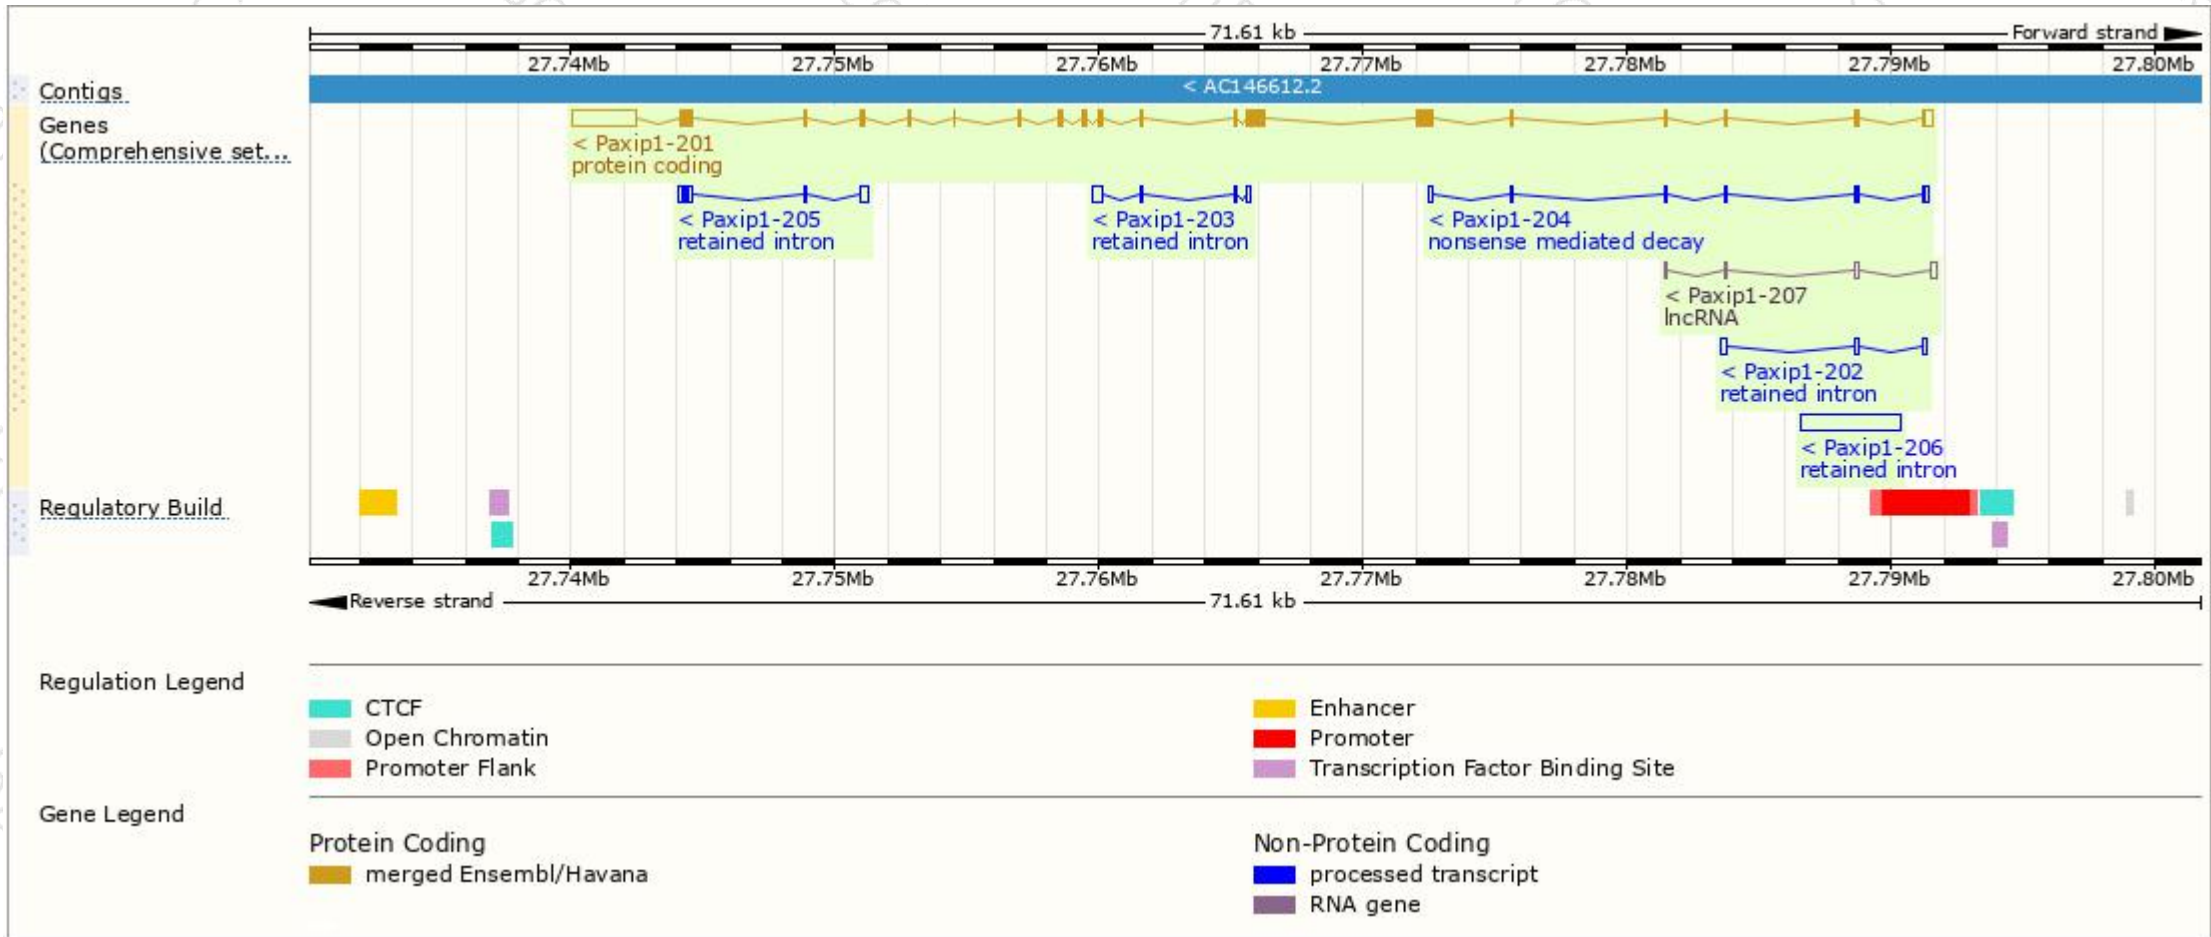 71.61 kb Forward strand
27.74Mb 27.75Mb 27.76Mb 27.77Mb 27.78Mb 27.79Mb 27.80Mb
Contigs < AC146612.2
Genes
(Comprehensive set...
< Paxip1-201
protein coding
< Paxip1-205 < Paxip1-203 < Paxip1-204
retained intron retained intron nonsense mediated decay
< Paxip1-207
lncRNA
< Paxip1-202
retained intron
< Paxip1-206
retained intron
Regulatory Build
27.74Mb 27.75Mb 27.76Mb 27.77Mb 27.78Mb 27.79Mb 27.80Mb
Reverse strand 71.61 kb
Regulation Legend
CTCF Enhancer
Open Chromatin Promoter
Promoter Flank Transcription Factor Binding Site
Gene Legend
Protein Coding Non-Protein Coding
merged Ensembl/Havana processed transcript
RNA gene